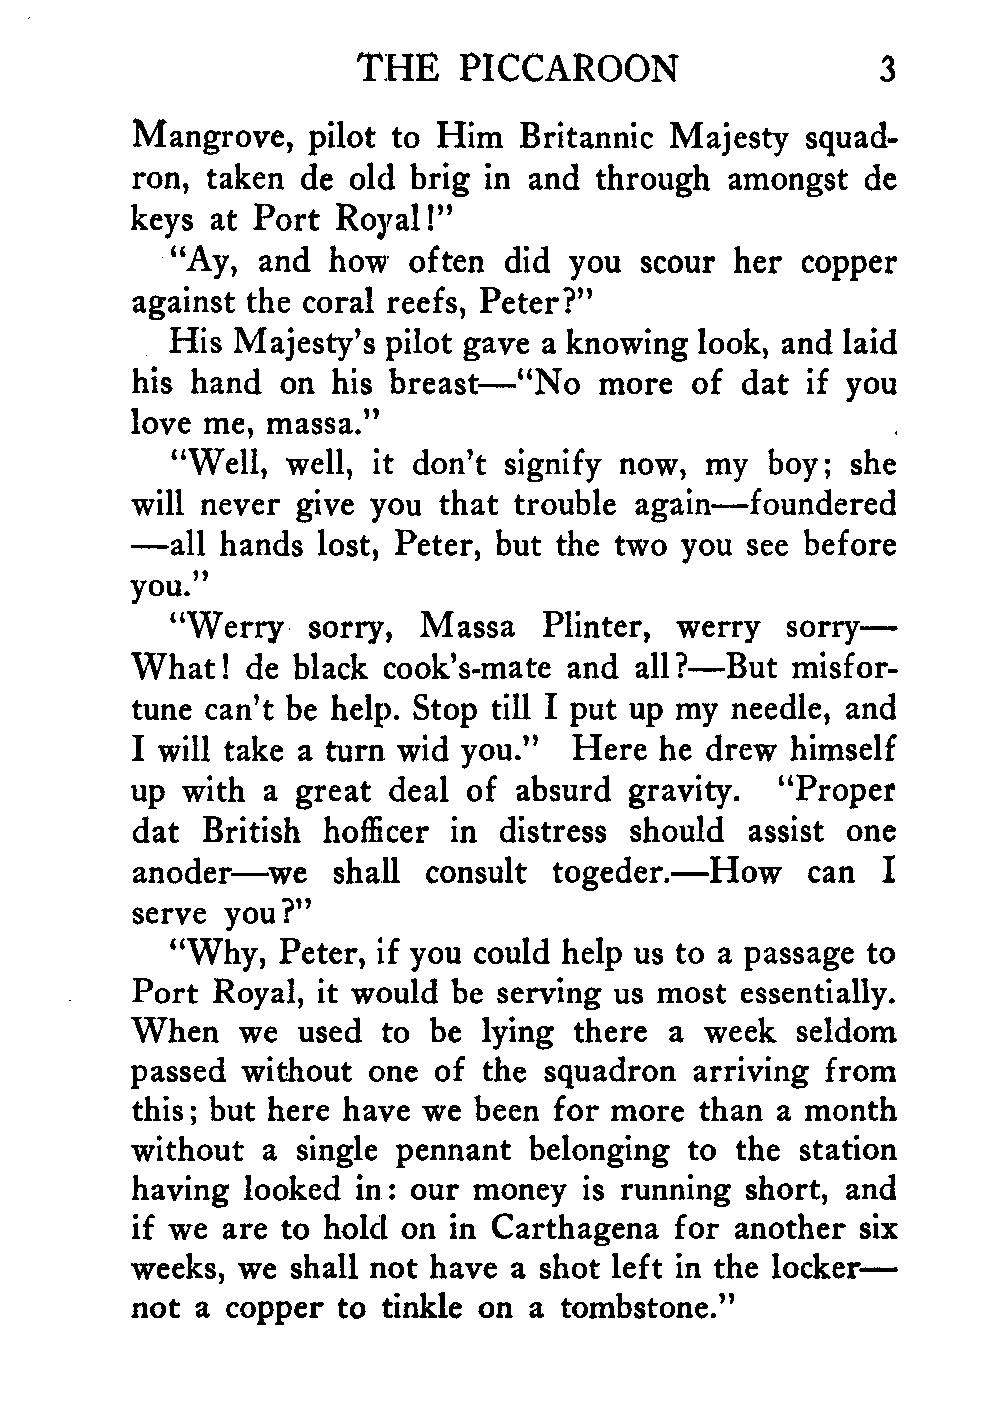 THE PICCAROON 3
Mangrove, pilot to Him Britannic Majesty squad-
ron, taken de old brig in and through amongst de
keys at Port Royal!"
"Ay, and how often did you scour her copper
against the coral reefs, Peter?"
His Majesty's pilot gave a knowing look, and laid
his hand on his breast—"No more of dat if you
love me, massa."
"Well, well, it don't signify now, my boy; she
will never give you that trouble again—foundered
—all hands lost, Peter, but the two you see before
you."
"Werry sorry, Massa Plinter, werry sorry—
What! de black cook's-mate and all?—But misfor-
tune can't be help. Stop till I put up my needle, and
I will take a turn wid you." Here he drew himself
up with a great deal of absurd gravity. "Proper
dat British hofficer in distress should assist one
anoder—we shall consult togeder.—How can I
serve you?"
"Why, Peter, if you could help us to a passage to
Port Royal, it would be serving us most essentially.
When we used to be lying there a week seldom
passed without one of the squadron arriving from
this; but here have we been for more than a month
without a single pennant belonging to the station
having looked in: our money is running short, and
if we are to hold on in Carthagena for another six
weeks, we shall not have a shot left in the locker—
not a copper to tinkle on a tombstone."